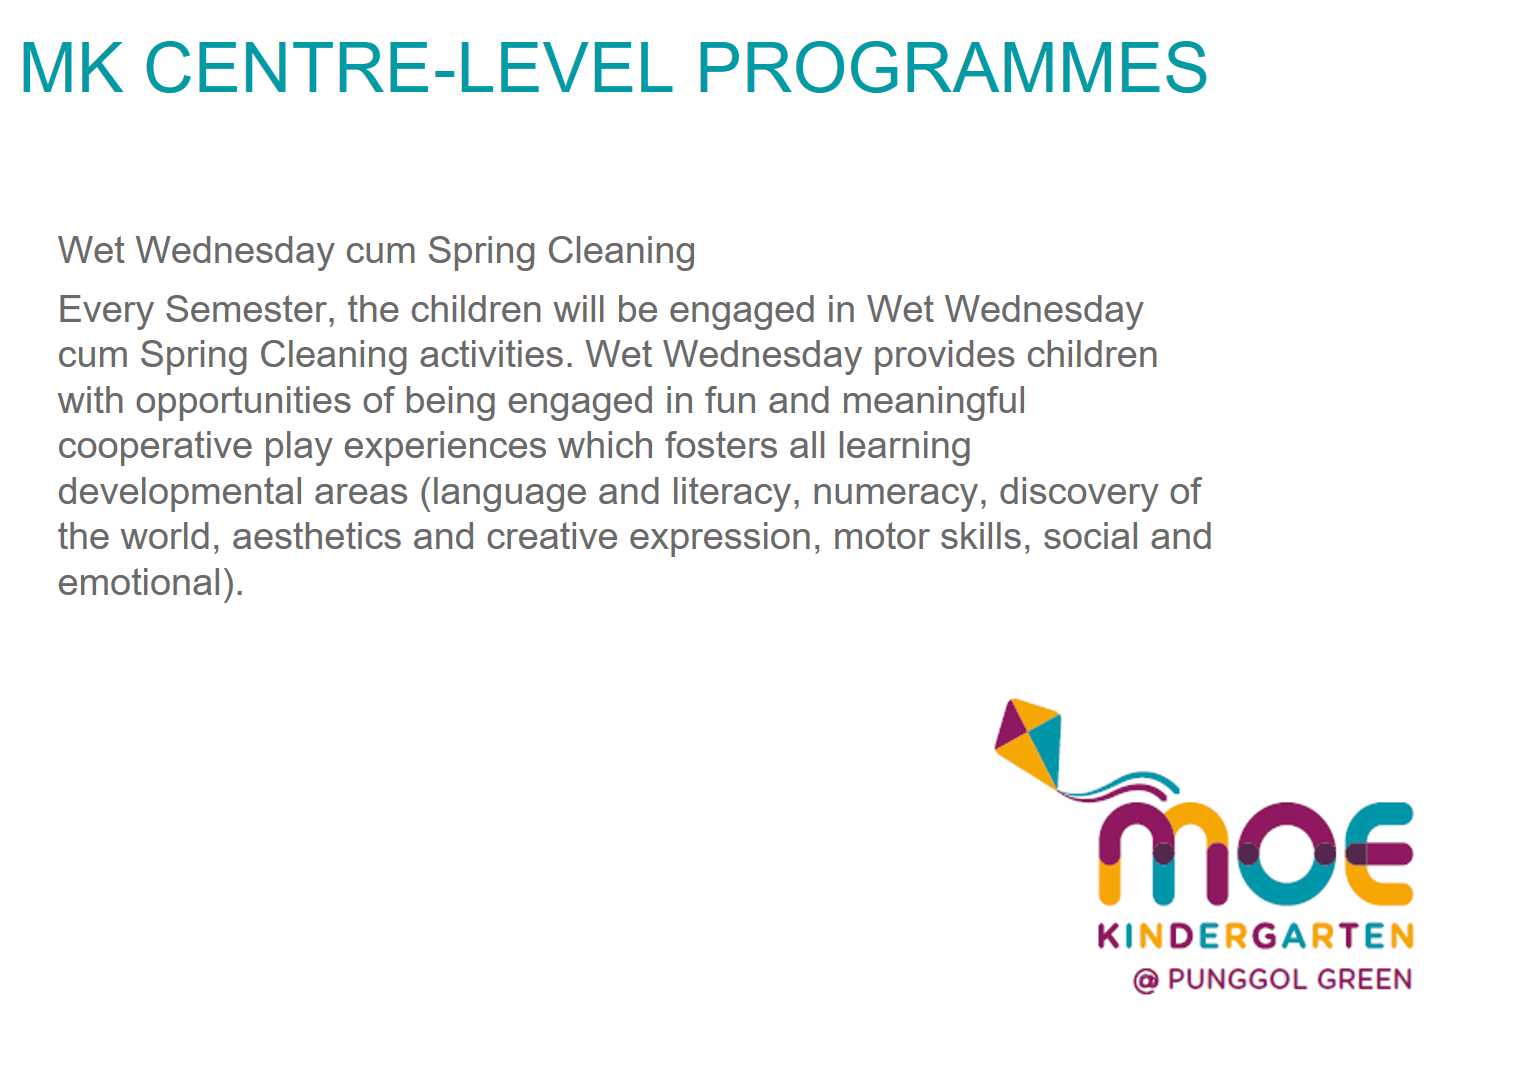 MK CENTRE-LEVEL PROGRAMMES
Wet Wednesday cum Spring Cleaning
Every Semester, the children will be engaged in Wet Wednesday
cum Spring Cleaning activities. Wet Wednesday provides children
with opportunities of being engaged in fun and meaningful
cooperative play experiences which fosters all learning
developmental areas (language and literacy, numeracy, discovery of
the world, aesthetics and creative expression, motor skills, social and
emotional).
MOE
KINDERGARTEN
@ PUNGGOL GREEN